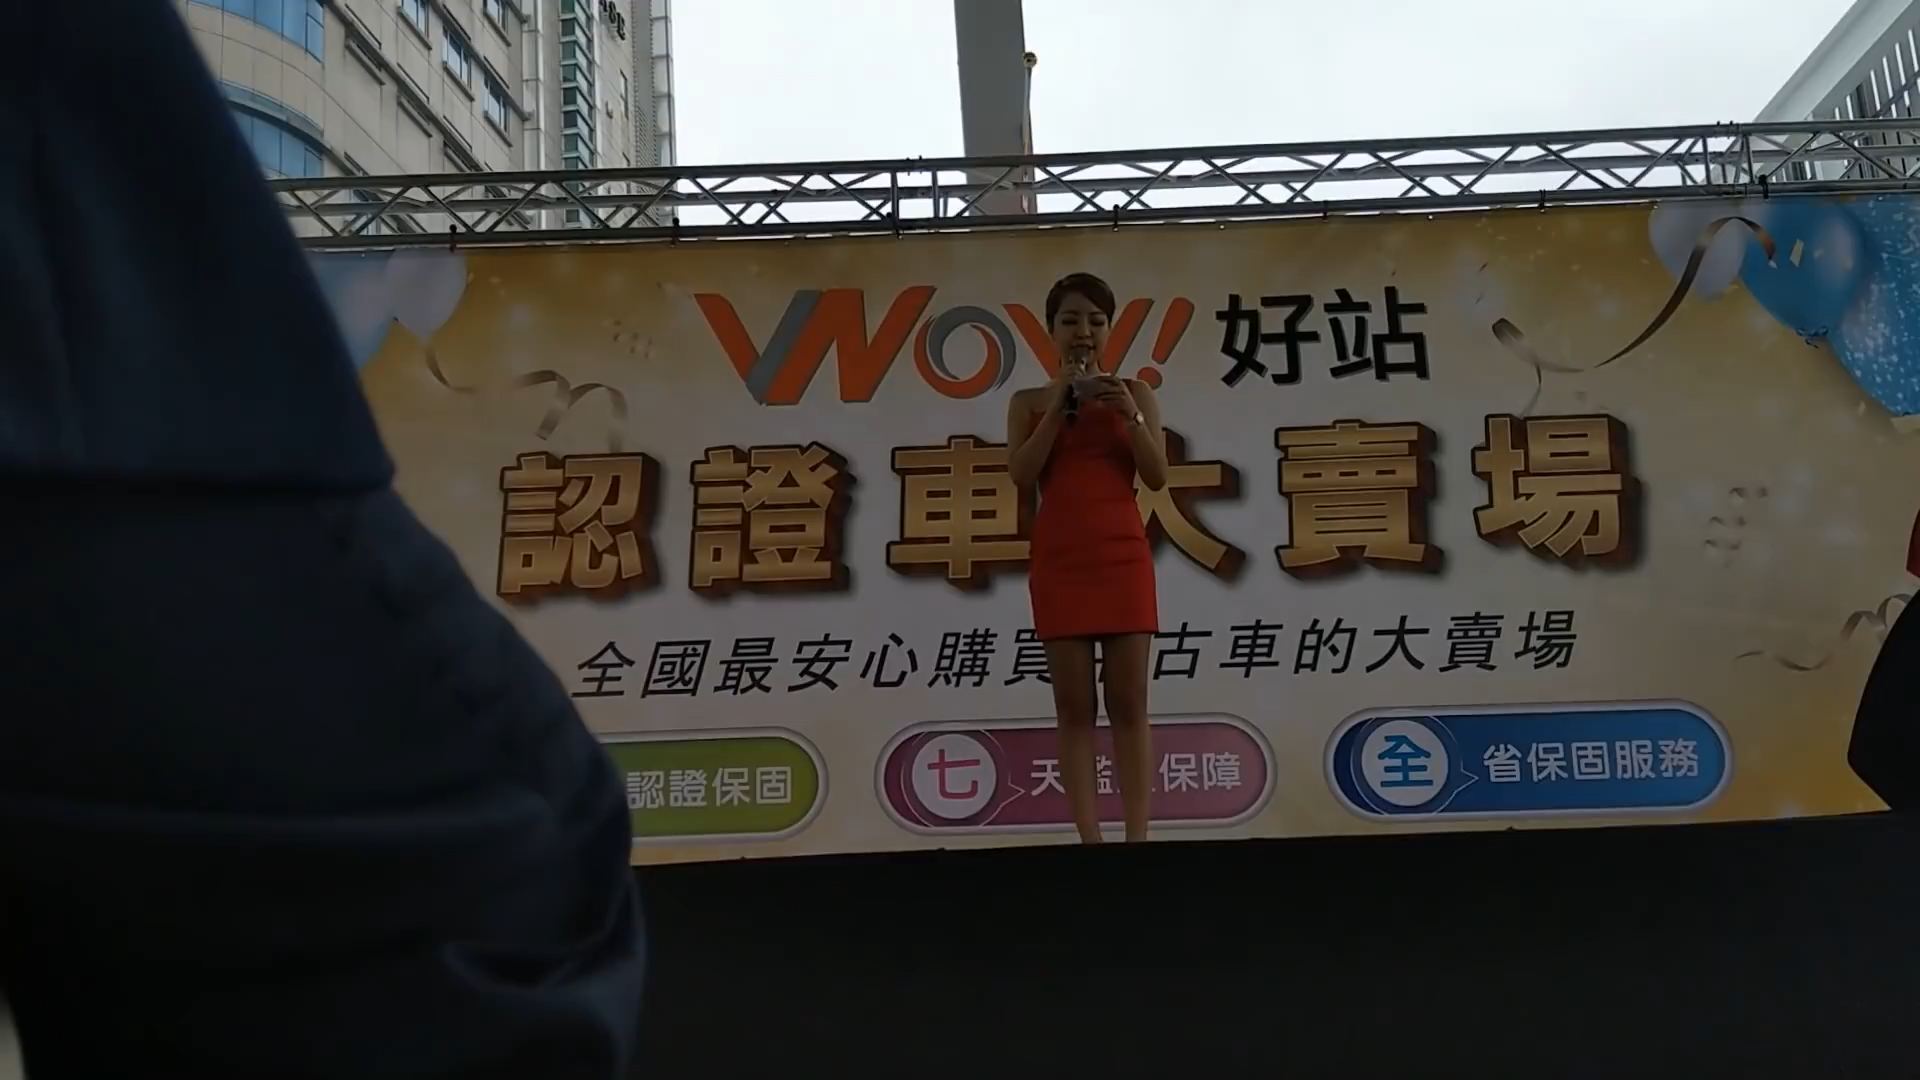 WOW!好站
認證車大賣場
全國最安心購買 古車的大賣場
認證保固
七天鑑 保障
全省保固服務